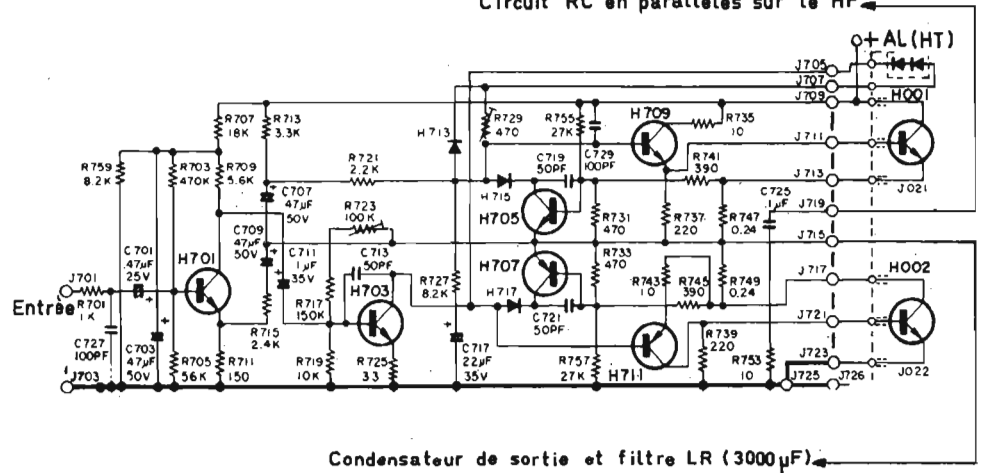 Circuit RC en parallèles sur le HP
+ AL (HT)
J705
J707
J709
H001
R707
18K
R713
3.3K
H713
R729
470
R755
27K
H709
R735
10
J711
R759
8.2K
R703
470K
R709
5.6K
R721
2.2K
C719
50PF
C729
100PF
R741
390
J713
C707
47µF
50V
R723
100K
H715
H705
C725
1µF
J719
J021
C701
47µF
25V
H701
C709
47µF
50V
C711
1µF
35V
C713
50PF
R731
470
R737
220
R747
0.24
J715
J701
H703
R727
8.2K
H707
H717
R733
470
R743
10
R745
390
R749
0.24
J717
H002
Entrée
R701
1K
R717
150K
C721
50PF
J721
C727
100PF
C703
47µF
50V
R705
56K
R711
150
R715
2.4K
R719
10K
R725
33
C717
22µF
35V
R757
27K
H711
R739
220
R753
10
J723
J703
J725
J726
J022
Condensateur de sortie et filtre LR (3000µF)